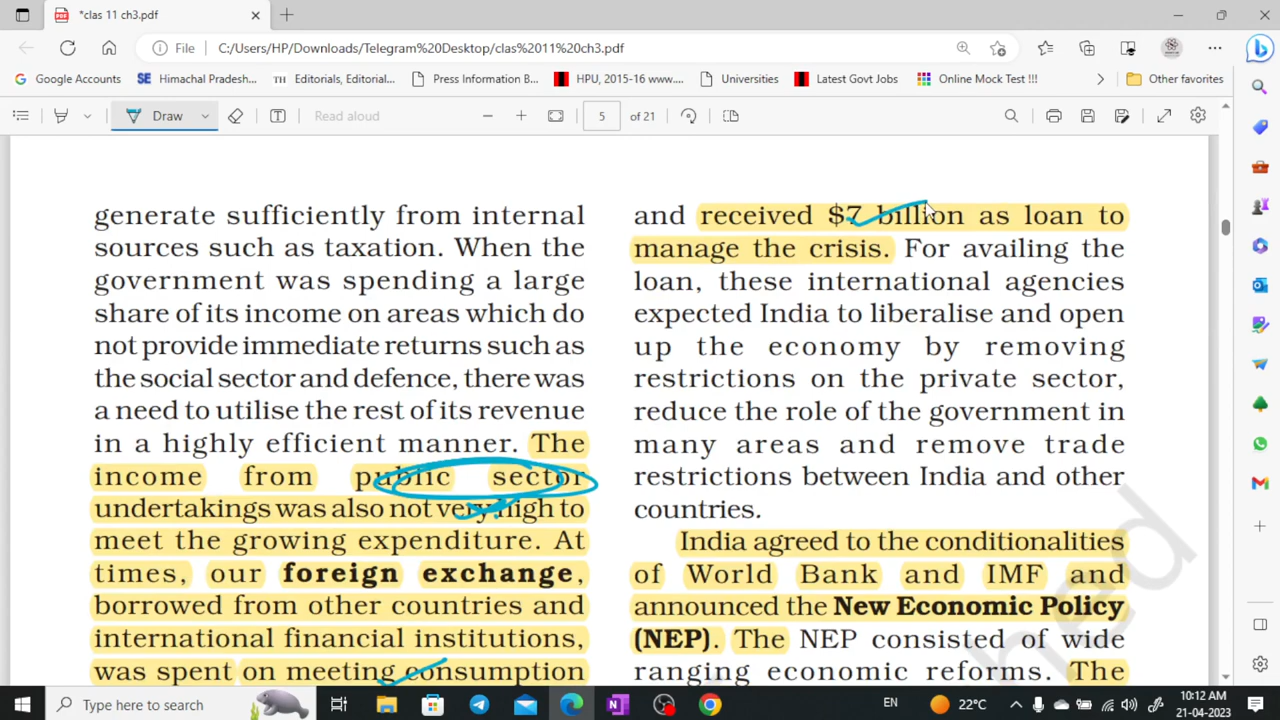 *clas 11 ch3.pdf
File C:/Users/HP/Downloads/Telegram%20Desktop/clas%2011%20ch3.pdf
Google Accounts SE Himachal Pradesh... TH Editorials, Editorial... Press Information B... HPU, 2015-16 www.... Universities Latest Govt Jobs Online Mock Test !!! Other favorites
Draw Read aloud 5 of 21
generate sufficiently from internal
sources such as taxation. When the
government was spending a large
share of its income on areas which do
not provide immediate returns such as
the social sector and defence, there was
a need to utilise the rest of its revenue
in a highly efficient manner. The
income from public sector
undertakings was also not very high to
meet the growing expenditure. At
times, our foreign exchange,
borrowed from other countries and
international financial institutions,
was spent on meeting consumption
and received $7 billion as loan to
manage the crisis. For availing the
loan, these international agencies
expected India to liberalise and open
up the economy by removing
restrictions on the private sector,
reduce the role of the government in
many areas and remove trade
restrictions between India and other
countries.
India agreed to the conditionalities
of World Bank and IMF and
announced the New Economic Policy
(NEP). The NEP consisted of wide
ranging economic reforms. The
hed
Type here to search
EN
22°C
10:12 AM
21-04-2023